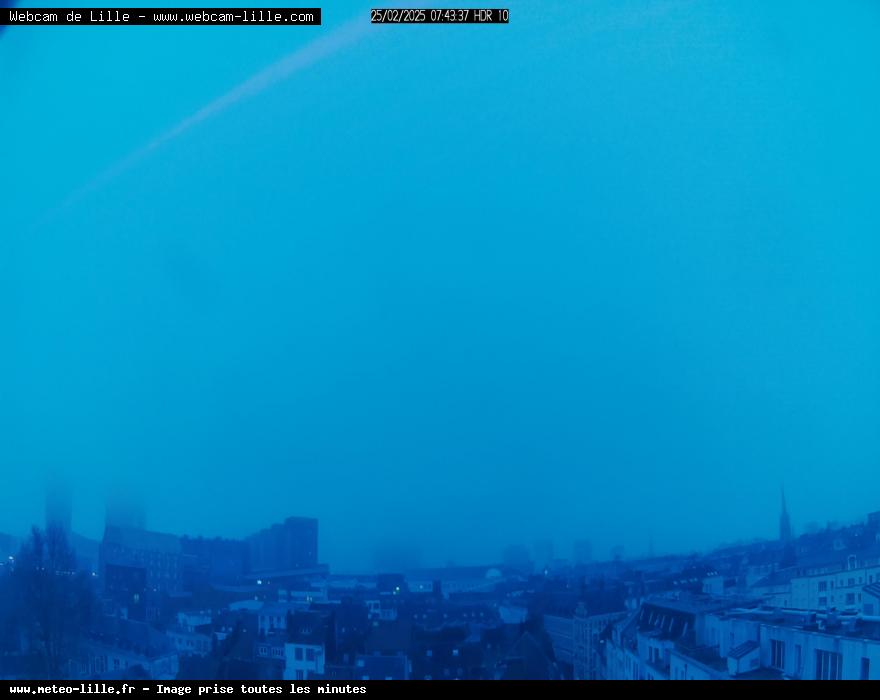 Webcam de Lille - www.webcam-lille.com
25/02/2025 07:43:37 HDR 10
www.meteo-lille.fr - Image prise toutes les minutes